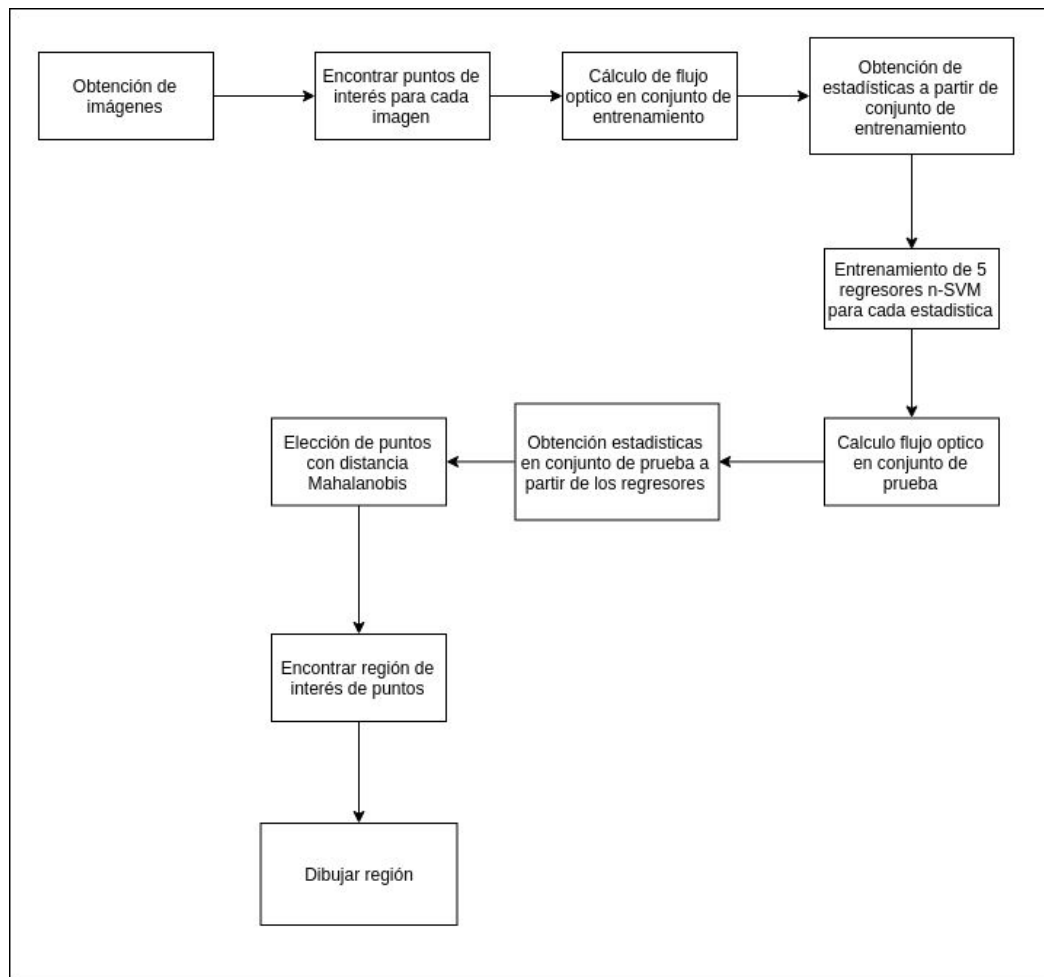 Obtención de
imágenes
Encontrar puntos de
interés para cada
imagen
Cálculo de flujo
optico en conjunto de
entrenamiento
Obtención de
estadísticas a partir de
conjunto de
entrenamiento
Entrenamiento de 5
regresores n-SVM
para cada estadistica
Calculo flujo optico
en conjunto de
prueba
Obtención estadisticas
en conjunto de prueba a
partir de los regresores
Elección de puntos
con distancia
Mahalanobis
Encontrar región de
interés de puntos
Dibujar región